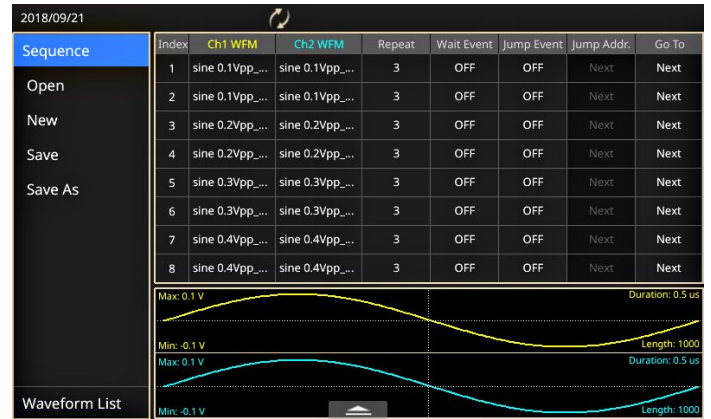 2018/09/21
Sequence
Open
New
Save
Save As
Waveform List
Index Ch1 WFM Ch2 WFM Repeat Wait Event Jump Event Jump Addr. Go To
1 sine 0.1Vpp_... sine 0.1Vpp_... 3 OFF OFF Next Next
2 sine 0.1Vpp_... sine 0.1Vpp_... 3 OFF OFF Next Next
3 sine 0.2Vpp_... sine 0.2Vpp_... 3 OFF OFF Next Next
4 sine 0.2Vpp_... sine 0.2Vpp_... 3 OFF OFF Next Next
5 sine 0.3Vpp_... sine 0.3Vpp_... 3 OFF OFF Next Next
6 sine 0.3Vpp_... sine 0.3Vpp_... 3 OFF OFF Next Next
7 sine 0.4Vpp_... sine 0.4Vpp_... 3 OFF OFF Next Next
8 sine 0.4Vpp_... sine 0.4Vpp_... 3 OFF OFF Next Next
Max: 0.1 V Duration: 0.5 us
Min: -0.1 V Length: 1000
Max: 0.1 V Duration: 0.5 us
Min: -0.1 V Length: 1000